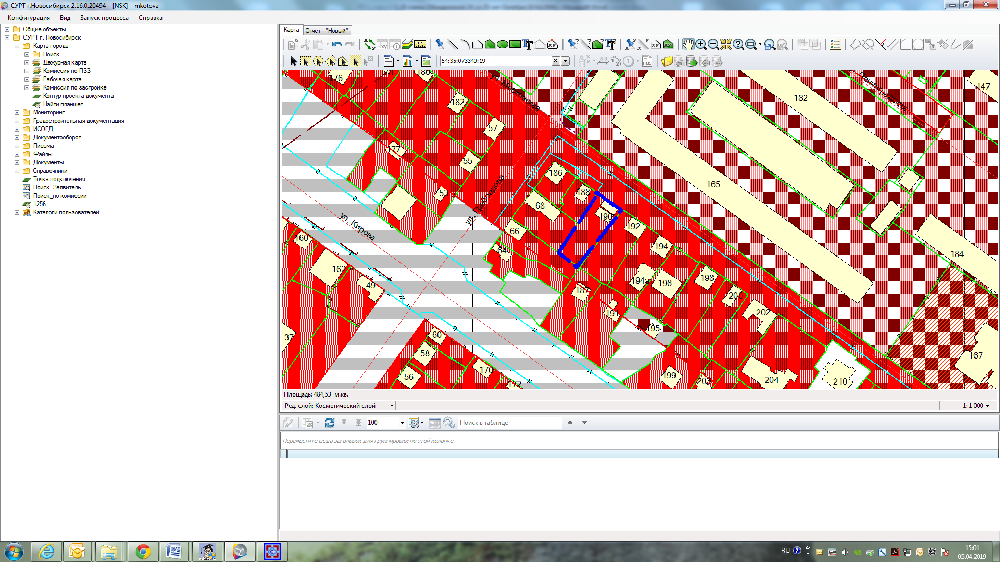 СУРТ г.Новосибирск 2.16.0.20494 – [NSK] – mkotova
Конфигурация Вид Запуск процесса Справка
Общие объекты
СУРТ г. Новосибирск
Карта города
Поиск
Дежурная карта
Комиссия по ПЗЗ
Рабочая карта
Комиссия по застройке
Контур проекта документа
Найти планшет
Мониторинг
Градостроительная документация
ИСОГД
Документооборот
Письма
Файлы
Документы
Справочники
Точка подключения
Поиск_Заявитель
Поиск_по комиссии
1256
Каталоги пользователей
Карта Отчет - "Новый"
54:35:073340:19
176
180
182
57
177
55
53
ул. Московская
ул. Грибоедова
ул. Кирова
Ленинградская
182
147
165
184
167
186
188
68
190
66
64
192
194
194а
196
198
200
202
187
191
195
199
203
204
210
160
162
49
37
60
58
56
170
172
Площадь: 484,53 м.кв.
Ред. слой: Косметический слой 1: 1 000
100 Поиск в таблице
Переместите сюда заголовок для группировки по этой колонке
RU 15:01
05.04.2019